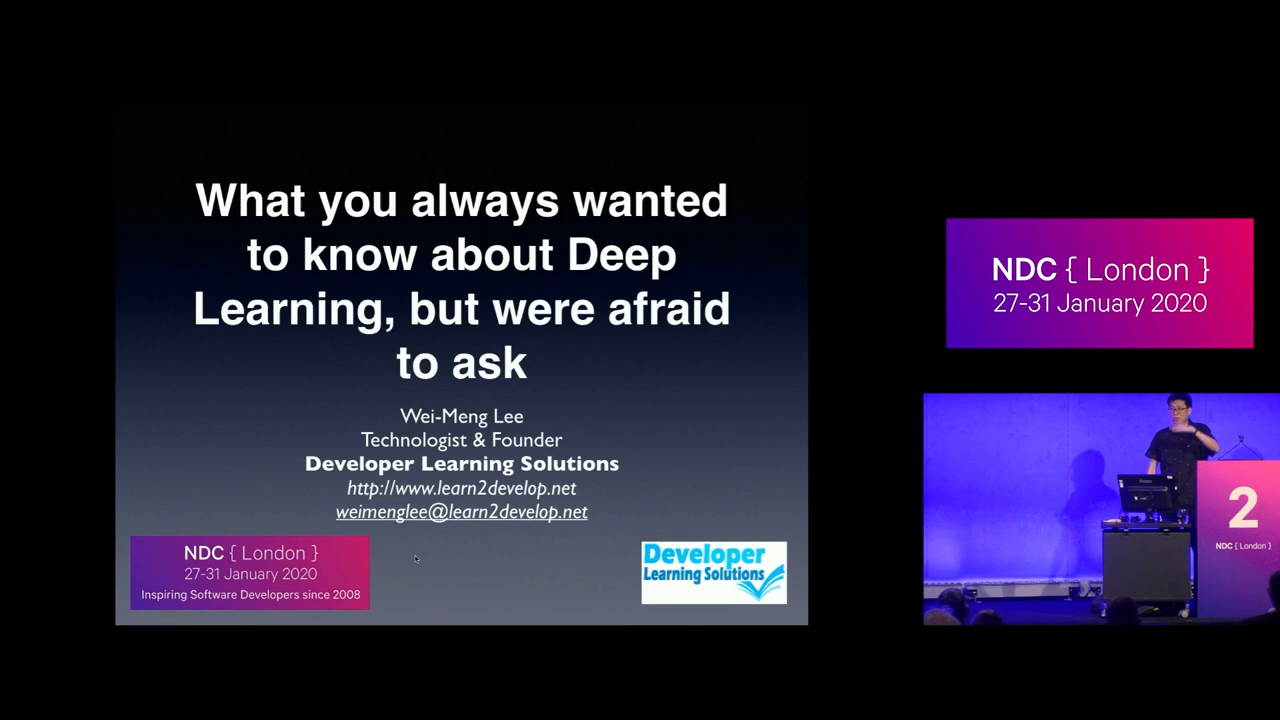 What you always wanted
to know about Deep
Learning, but were afraid
to ask
Wei-Meng Lee
Technologist & Founder
Developer Learning Solutions
http://www.learn2develop.net
weimenglee@learn2develop.net
NDC { London }
27-31 January 2020
Inspiring Software Developers since 2008
Developer
Learning Solutions
NDC { London }
27-31 January 2020
2
NDC { London }